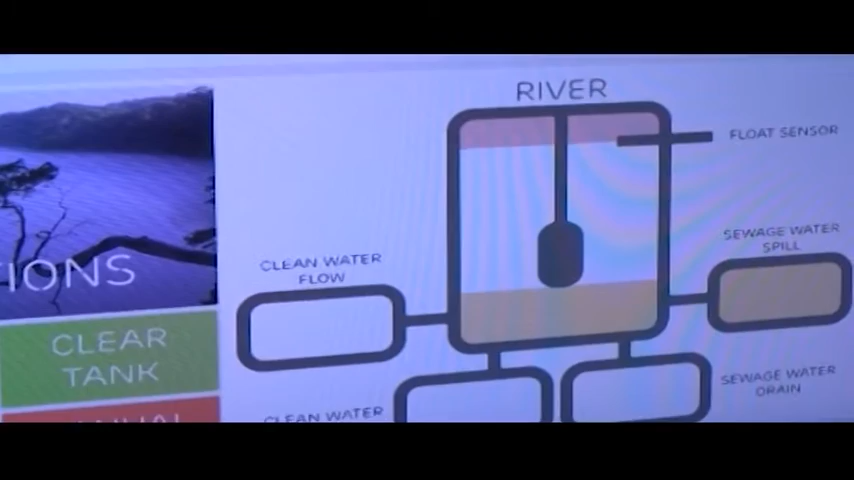 RIVER
FLOAT SENSOR
SEWAGE WATER
SPILL
CLEAN WATER
FLOW
IONS
CLEAR
TANK
SEWAGE WATER
DRAIN
CLEAN WATER